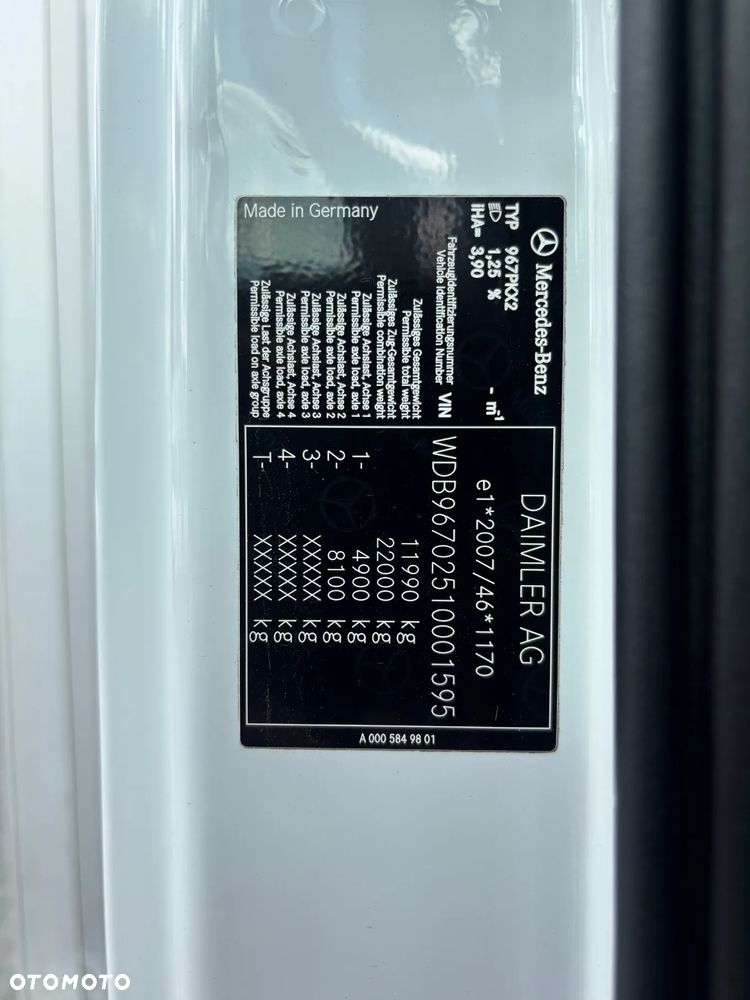 Mercedes-Benz
TYP 967PKX2
1,25 % - m⁻¹
iHA= 3,90
Fahrzeugidentifizierungsnummer
Vehicle Identification Number VIN
Zulässiges Gesamtgewicht
Permissible total weight
Zulässiges Zug-Gesamtgewicht
Permissible combination weight
Zulässige Achslast, Achse 1
Permissible axle load, axle 1
Zulässige Achslast, Achse 2
Permissible axle load, axle 2
Zulässige Achslast, Achse 3
Permissible axle load, axle 3
Zulässige Achslast, Achse 4
Permissible axle load, axle 4
Zulässige Last der Achsgruppe
Permissible load on axle group
Made in Germany
DAIMLER AG
e1*2007/46*1170
WDB96702510001595
11990 kg
22000 kg
1- 4900 kg
2- 8100 kg
3- XXXXX kg
4- XXXXX kg
T- XXXXX kg
A 000 584 98 01
OTOMOTO